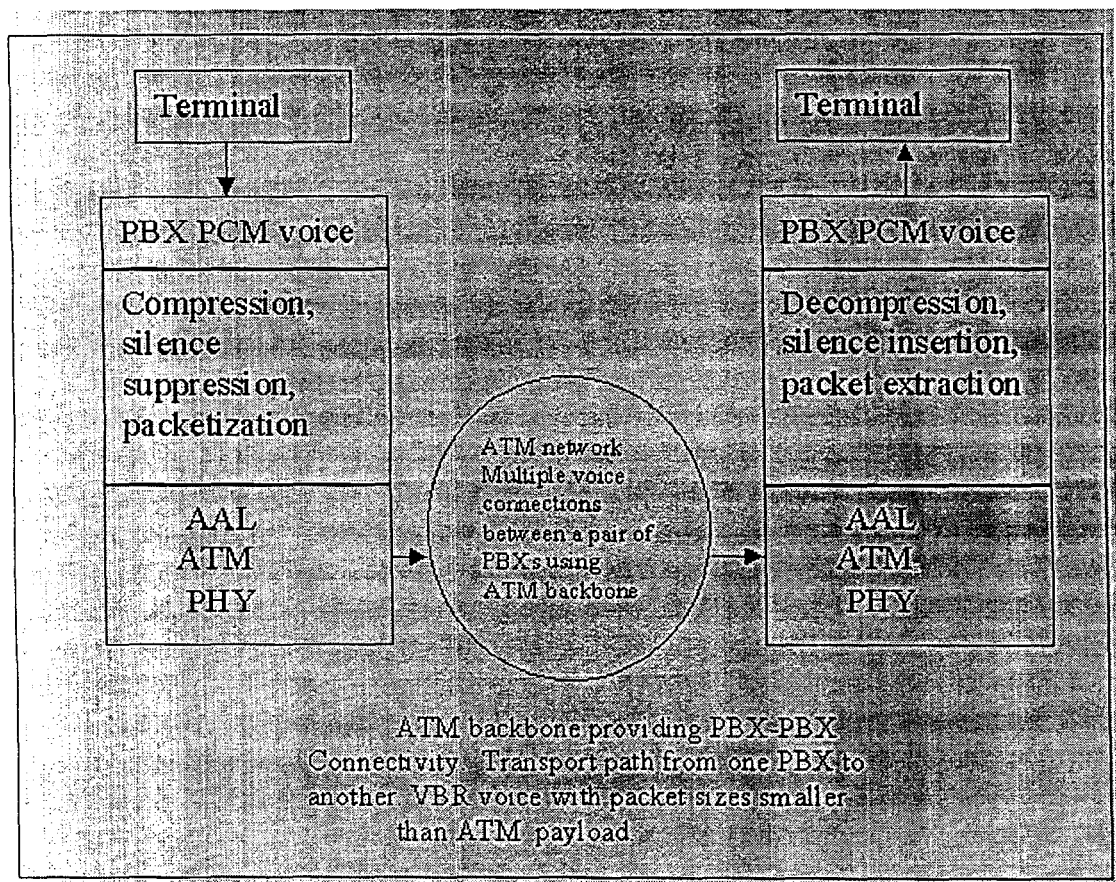 Terminal
PBX PCM voice
Compression,
silence
suppression,
packetization
AAL
ATM
PHY
ATM network
Multiple voice
connections
between a pair of
PBX's using
ATM backbone
Terminal
PBX PCM voice
Decompression,
silence insertion,
packet extraction
AAL
ATM
PHY
ATM backbone providing PBX-PBX
Connectivity. Transport path from one PBX to
another. VBR voice with packet sizes smaller
than ATM payload